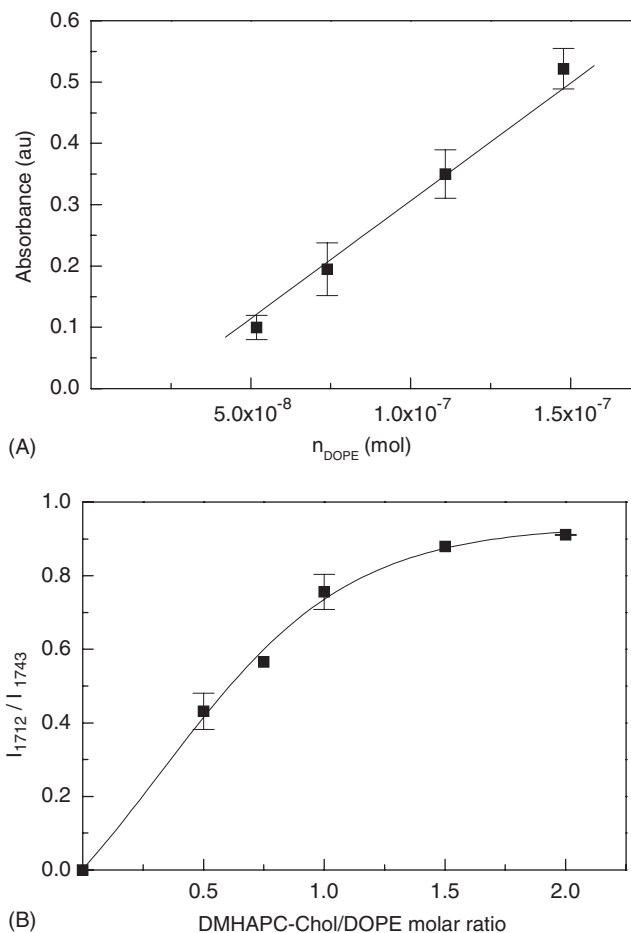 0.6
0.5
0.4
0.3
0.2
0.1
0.0
Absorbance (au)
5.0x10⁻⁸ 1.0x10⁻⁷ 1.5x10⁻⁷
(A) n_DOPE (mol)
1.0
0.8
0.6
0.4
0.2
0.0
I₁₇₁₂ / I₁₇₄₃
0.5 1.0 1.5 2.0
(B) DMHAPC-Chol/DOPE molar ratio